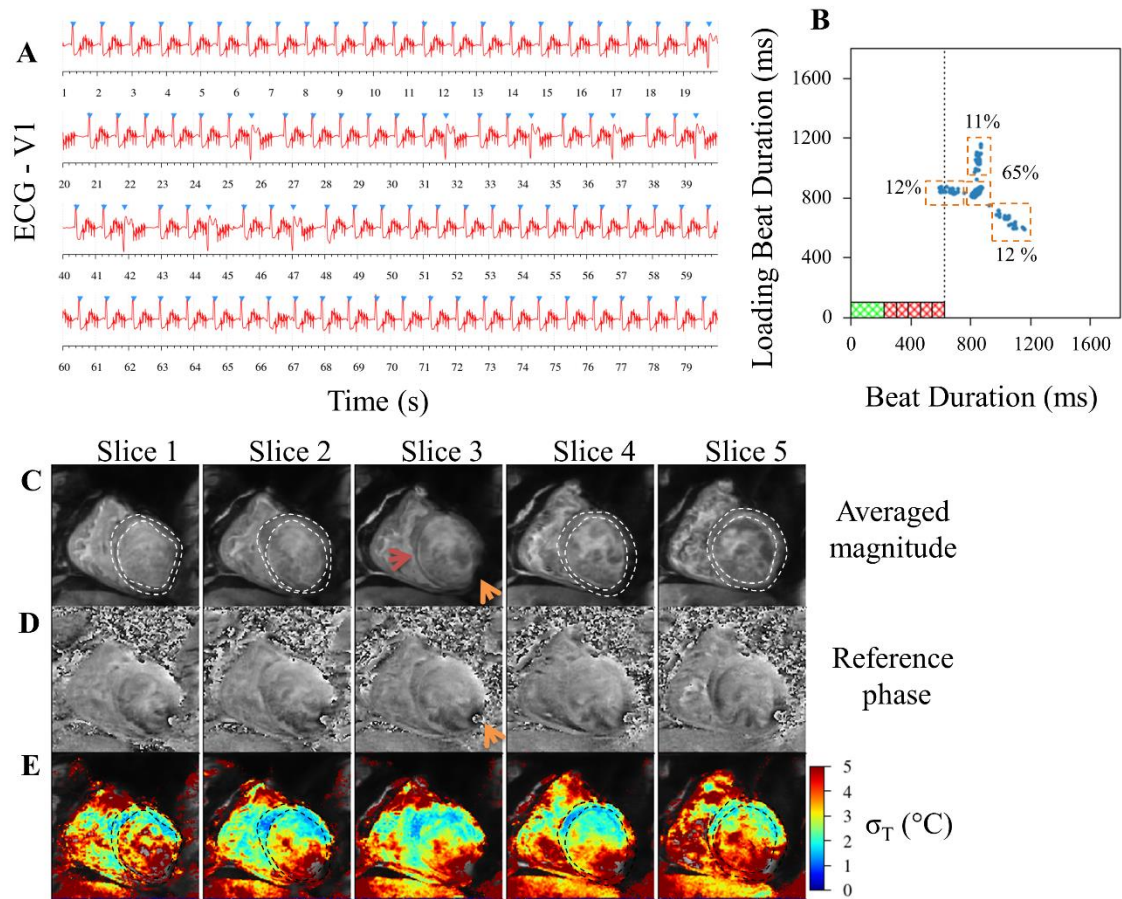 A
ECG - V1
1 2 3 4 5 6 7 8 9 10 11 12 13 14 15 16 17 18 19
20 21 22 23 24 25 26 27 28 29 30 31 32 33 34 35 36 37 38 39
40 41 42 43 44 45 46 47 48 49 50 51 52 53 54 55 56 57 58 59
60 61 62 63 64 65 66 67 68 69 70 71 72 73 74 75 76 77 78 79
Time (s)
B
Loading Beat Duration (ms)
1600
1200
800
400
0
11%
65%
12%
12 %
0 400 800 1200 1600
Beat Duration (ms)
Slice 1 Slice 2 Slice 3 Slice 4 Slice 5
C
Averaged
magnitude
D
Reference
phase
E
5
4
3
2
1
0
σT (°C)